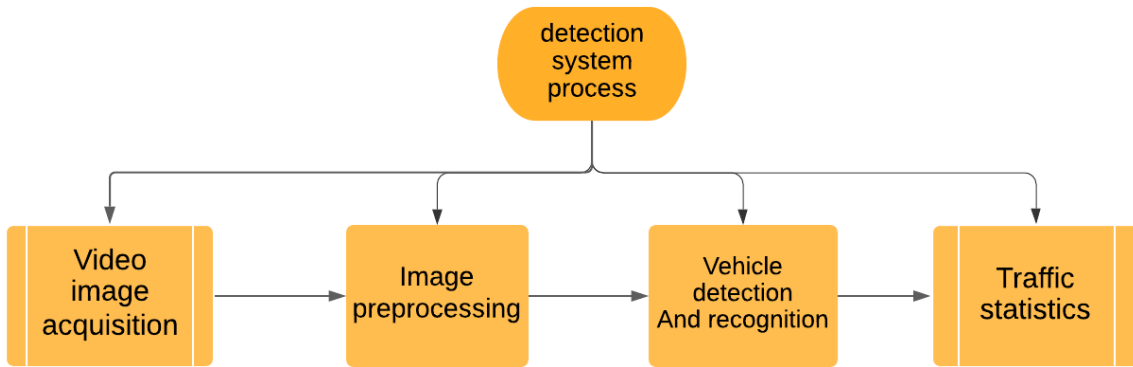 detection
system
process
Video
image
acquisition
Image
preprocessing
Vehicle
detection
And recognition
Traffic
statistics